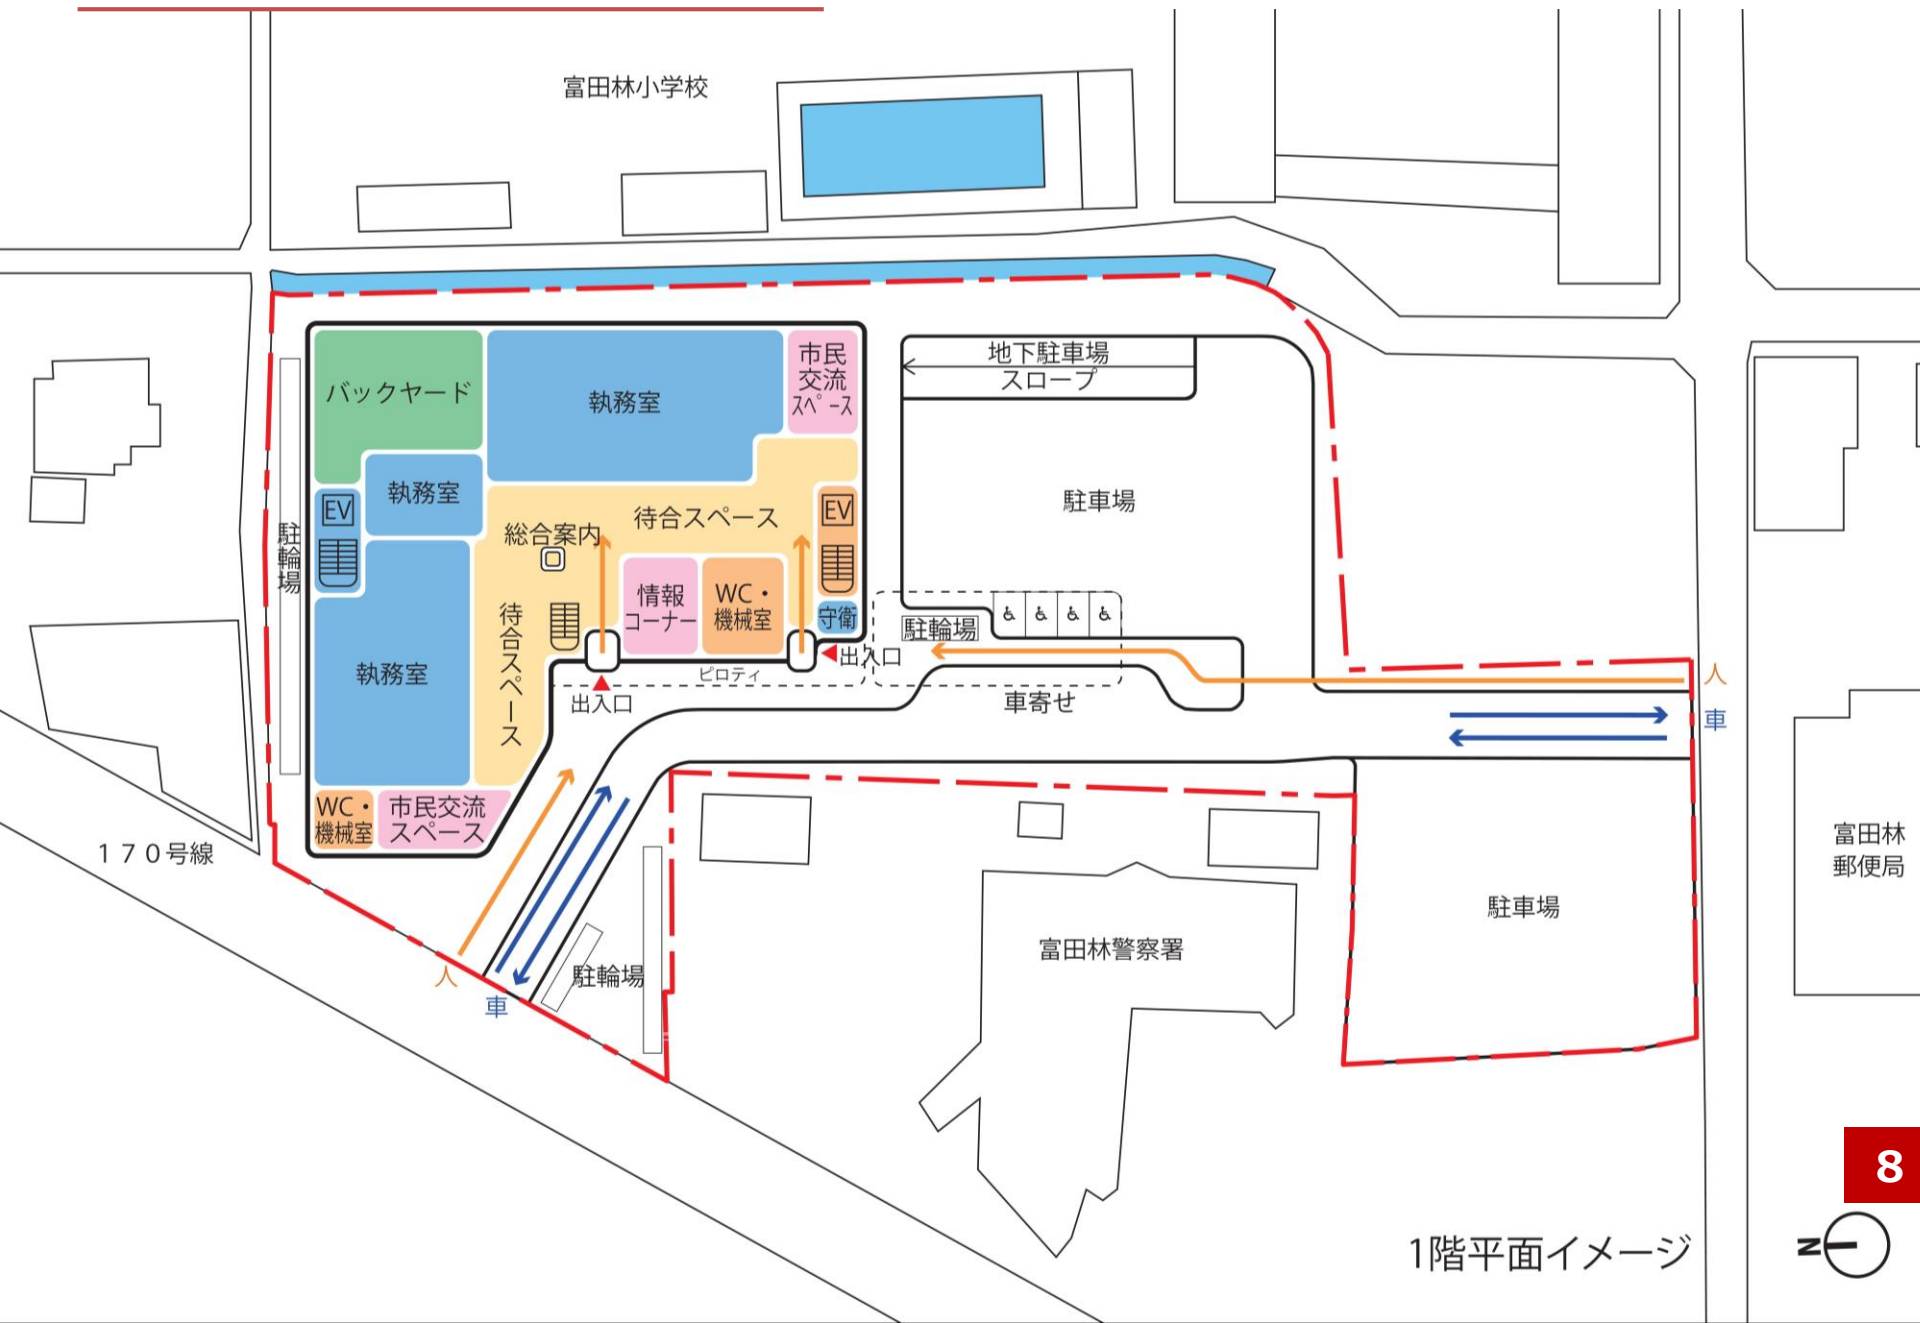 富田林小学校
地下駐車場
スロープ
バックヤード
執務室
市民
交流
スペース
執務室
EV
待合スペース
EV
駐車場
総合案内
駐輪場
情報
コーナー
WC・
機械室
守衛
駐輪場
出入口
待合スペース
執務室
ピロティ
出入口
車寄せ
人
車
WC・
機械室
市民交流
スペース
170号線
富田林
郵便局
駐車場
富田林警察署
人
車
駐輪場
8
1階平面イメージ
N